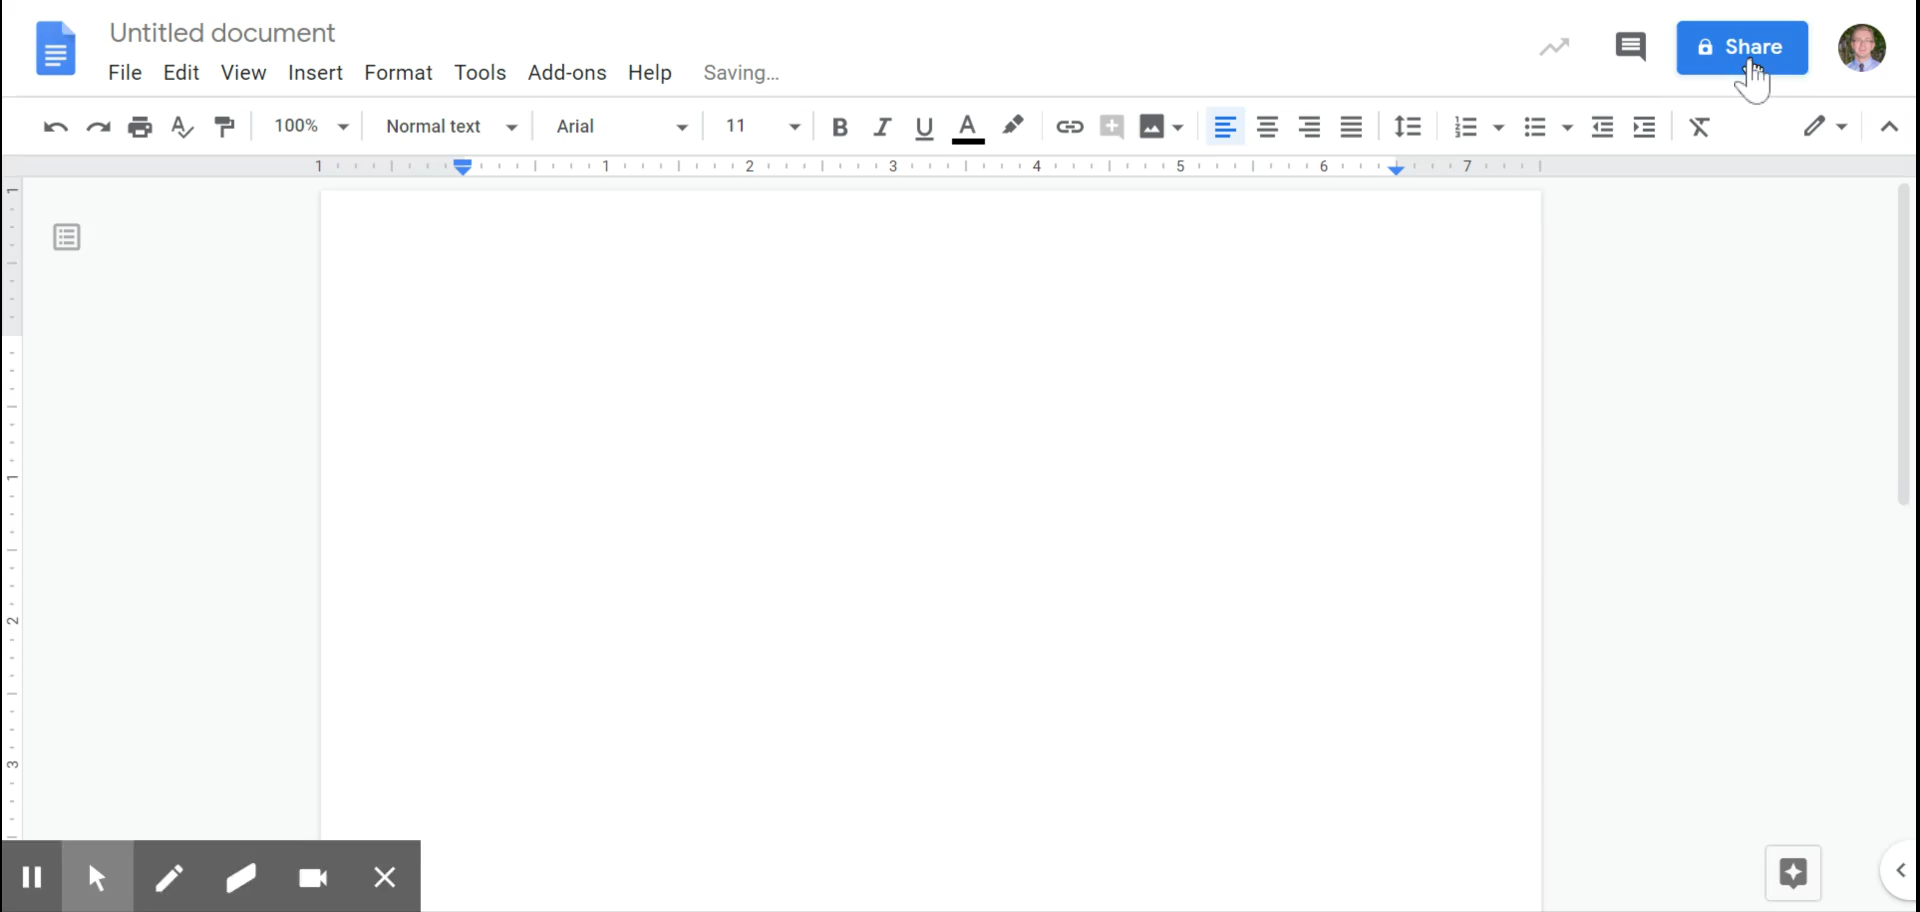 Untitled document
File Edit View Insert Format Tools Add-ons Help Saving...
Share
100% Normal text Arial 11 B I U A
1 1 2 3 4 5 6 7
1
1
2
3